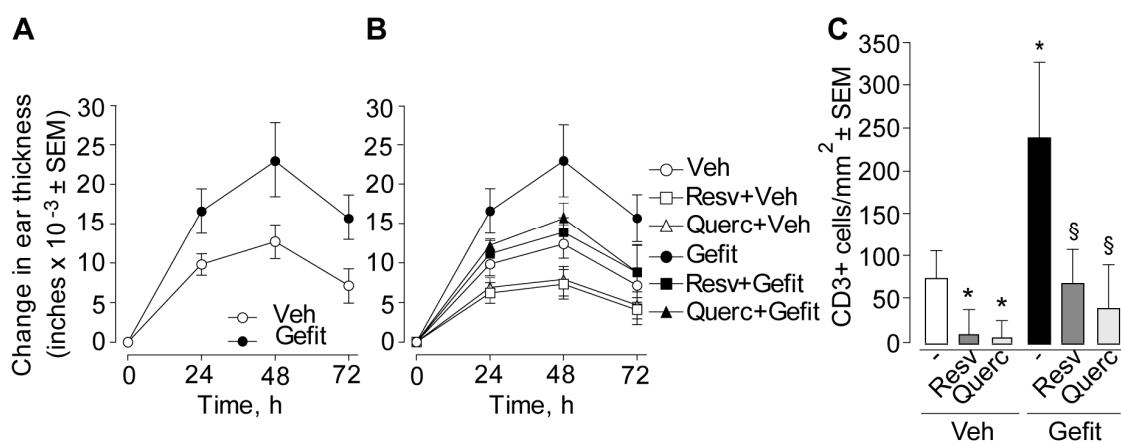 A
Change in ear thickness
(inches x 10 -3 ± SEM)
30
25
20
15
10
5
0
0 24 48 72
Time, h
Veh
Gefit
B
30
25
20
15
10
5
0
0 24 48 72
Time, h
Veh
Resv+Veh
Querc+Veh
Gefit
Resv+Gefit
Querc+Gefit
C
CD3+ cells/mm2 ± SEM
350
300
250
200
150
100
50
0
* * * § §
- Resv Querc - Resv Querc
Veh Gefit